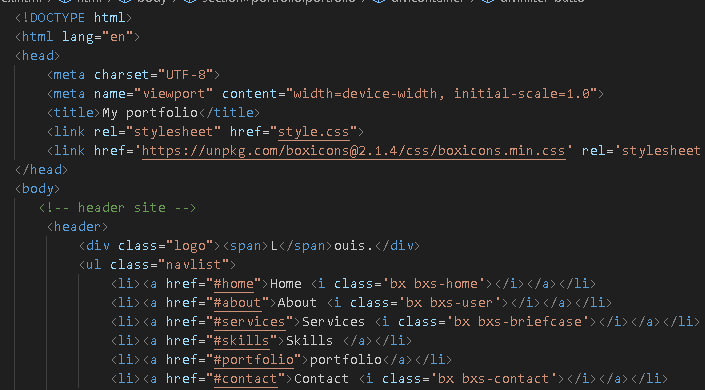 html > body > section#portfolio.portfolio > div.container > div.filter-butto
<!DOCTYPE html>
<html lang="en">
<head>
<meta charset="UTF-8">
<meta name="viewport" content="width=device-width, initial-scale=1.0">
<title>My portfolio</title>
<link rel="stylesheet" href="style.css">
<link href='https://unpkg.com/boxicons@2.1.4/css/boxicons.min.css' rel='stylesheet
</head>
<body>
<!-- header site -->
<header>
<div class="logo"><span>L</span>ouis.</div>
<ul class="navlist">
<li><a href="#home">Home <i class='bx bxs-home'></i></a></li>
<li><a href="#about">About <i class='bx bxs-user'></i></a></li>
<li><a href="#services">Services <i class='bx bxs-briefcase'></i></a></li>
<li><a href="#skills">Skills </a></li>
<li><a href="#portfolio">portfolio</a></li>
<li><a href="#contact">Contact <i class='bx bxs-contact'></i></a></li>